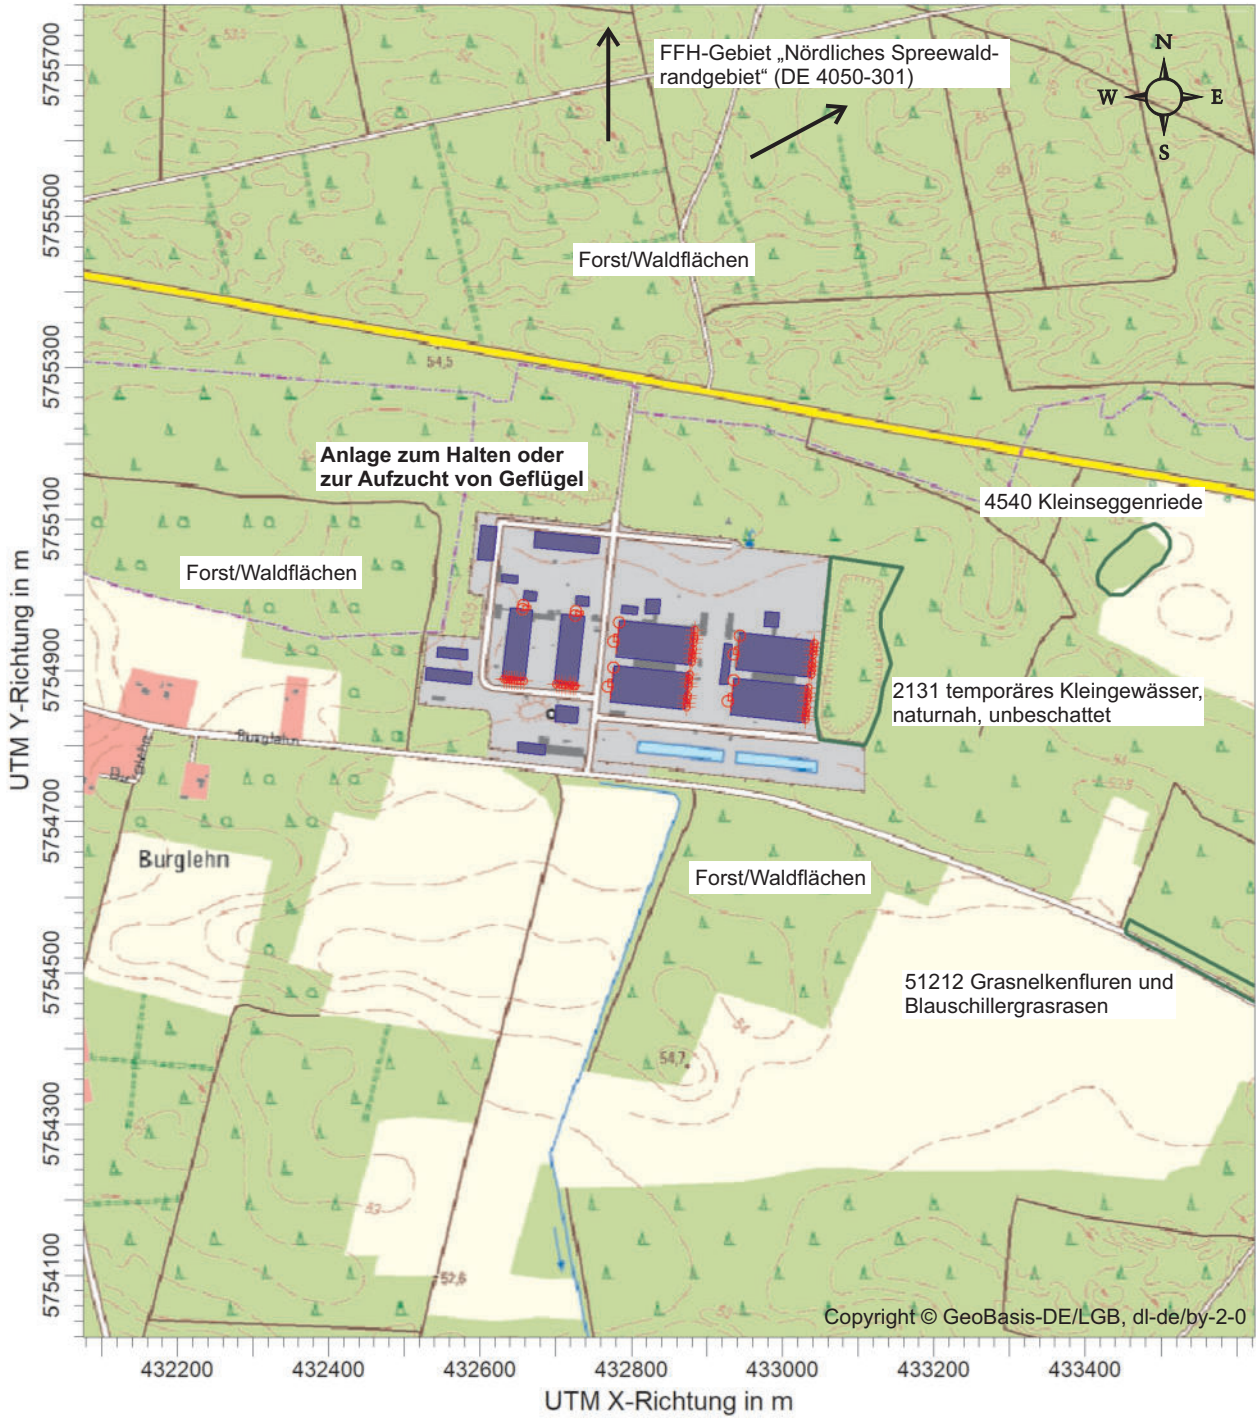 FFH-Gebiet „Nördliches Spreewald-
randgebiet“ (DE 4050-301)
N
W
E
S
Forst/Waldflächen
54,5
Anlage zum Halten oder
zur Aufzucht von Geflügel
4540 Kleinseggenriede
Forst/Waldflächen
2131 temporäres Kleingewässer,
naturnah, unbeschattet
Burglehn
Burglehn
Forst/Waldflächen
51212 Grasnelkenfluren und
Blauschillergrasrasen
54
54,7
53
52,6
Copyright © GeoBasis-DE/LGB, dl-de/by-2-0
UTM Y-Richtung in m
5755700
5755500
5755300
5755100
5754900
5754700
5754500
5754300
5754100
432200
432400
432600
432800
433000
433200
433400
UTM X-Richtung in m